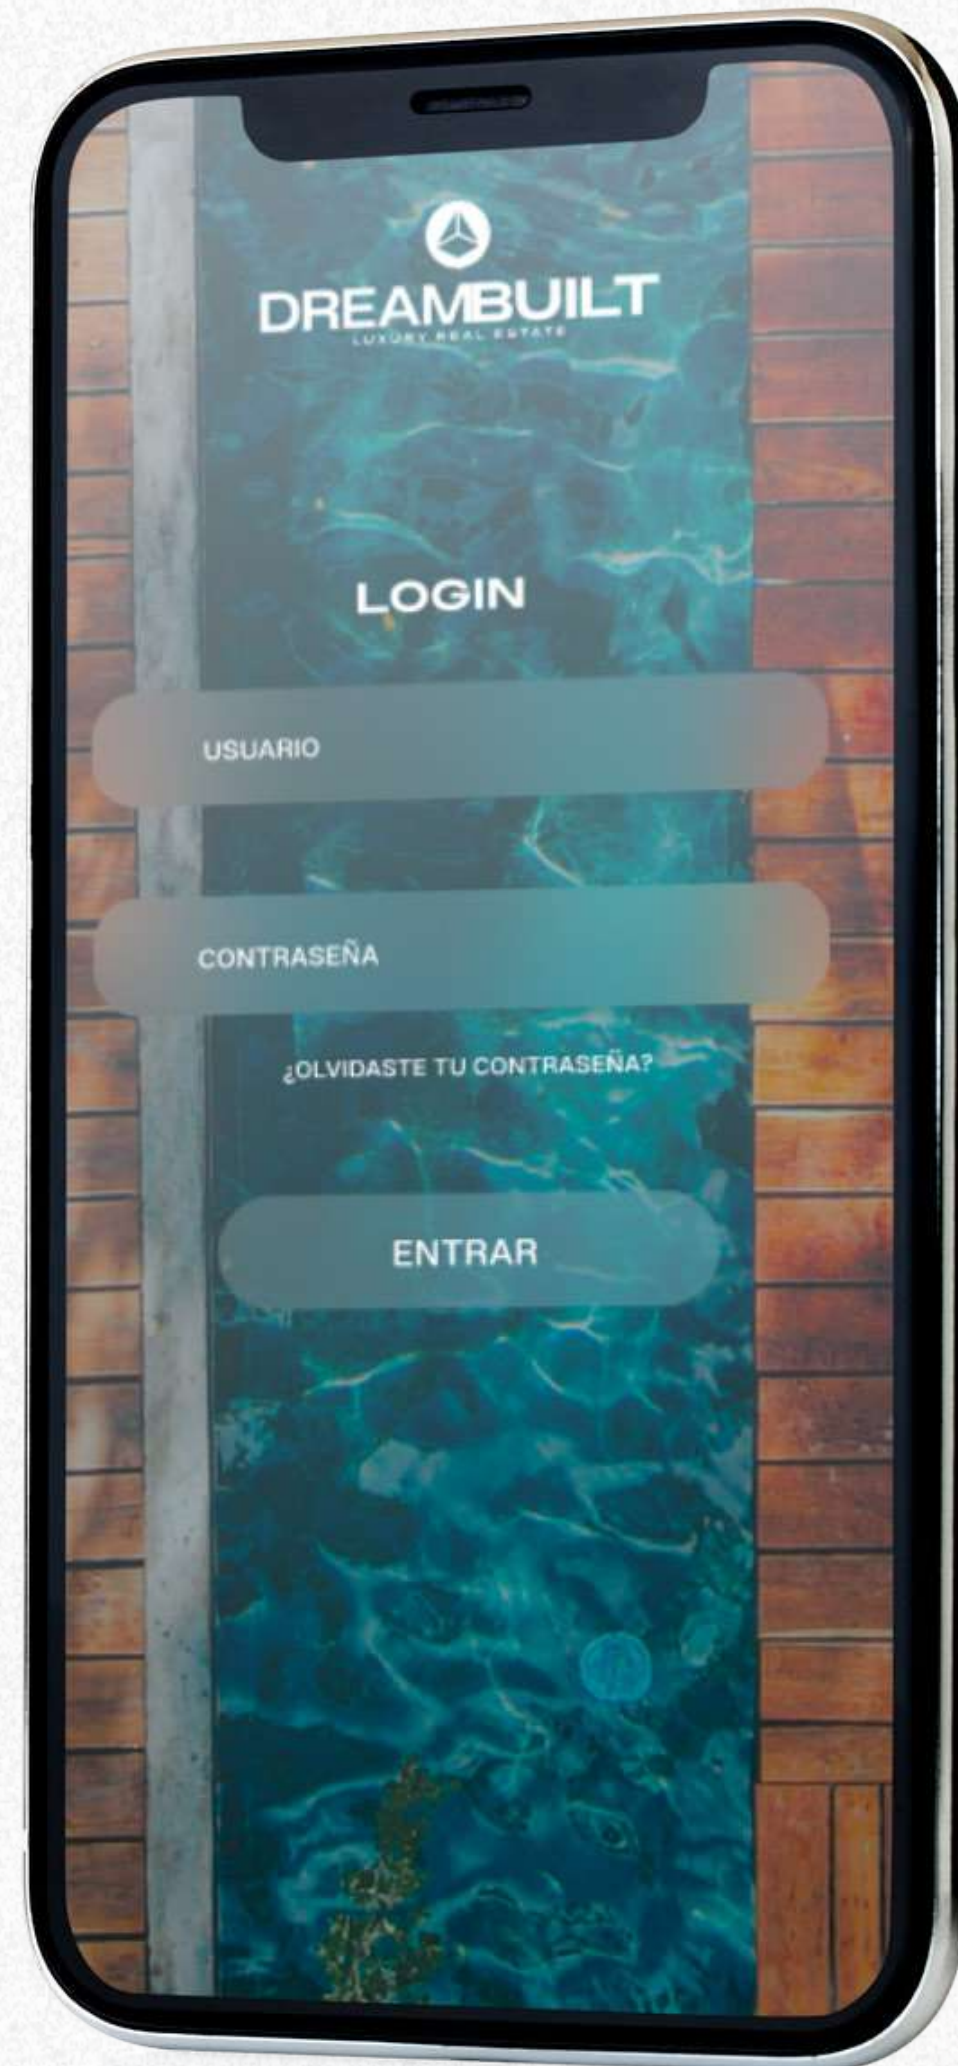 DREAMBUILT
LUXURY REAL ESTATE
LOGIN
USUARIO
CONTRASEÑA
¿OLVIDASTE TU CONTRASEÑA?
ENTRAR